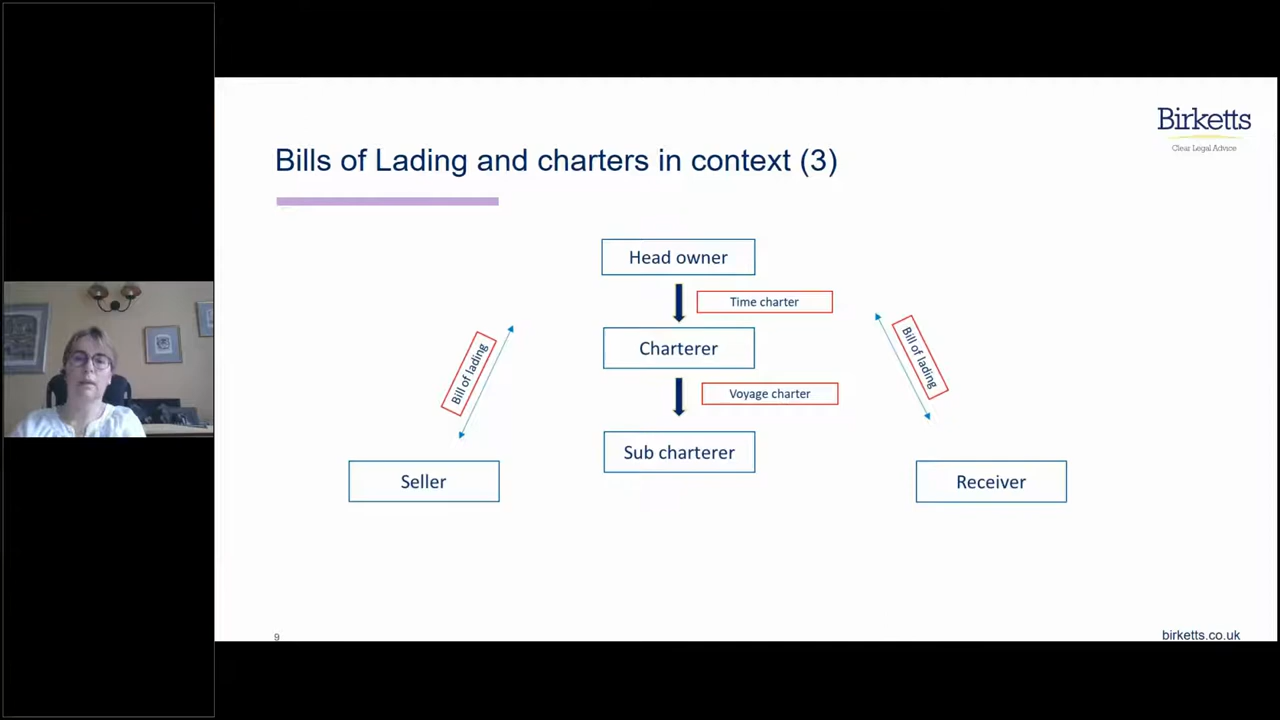 Birketts
Clear Legal Advice
Bills of Lading and charters in context (3)
Head owner
Time charter
Charterer
Bill of lading
Bill of lading
Voyage charter
Sub charterer
Seller
Receiver
9
birketts.co.uk